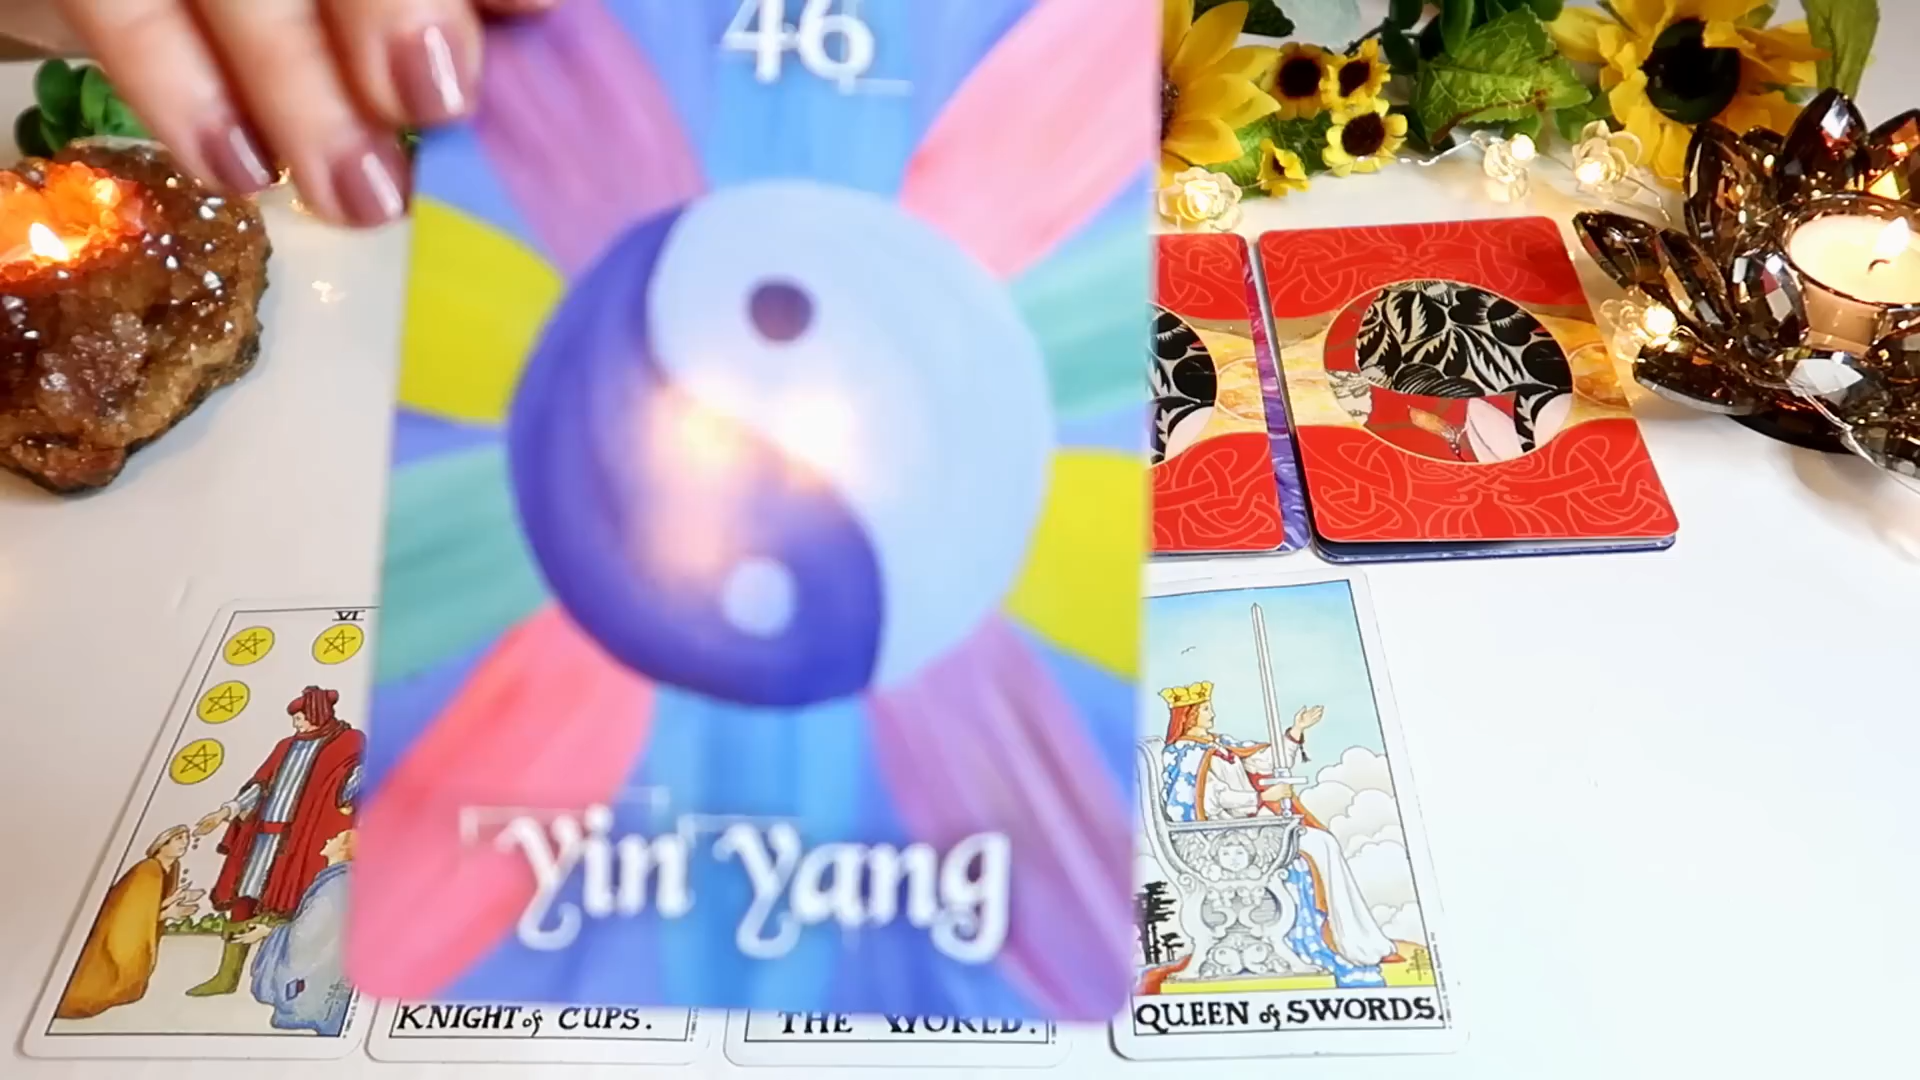 46
Yin Yang
VI
KNIGHT of CUPS.
THE WORLD.
QUEEN of SWORDS.